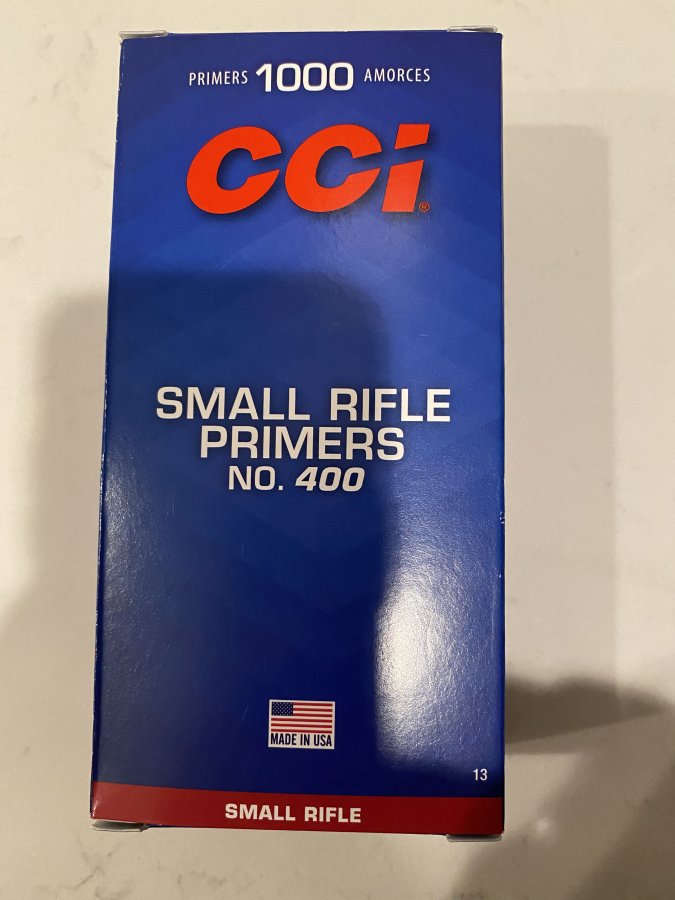 PRIMERS 1000 AMORCES
CCI®
SMALL RIFLE
PRIMERS
NO. 400
MADE IN USA
13
SMALL RIFLE